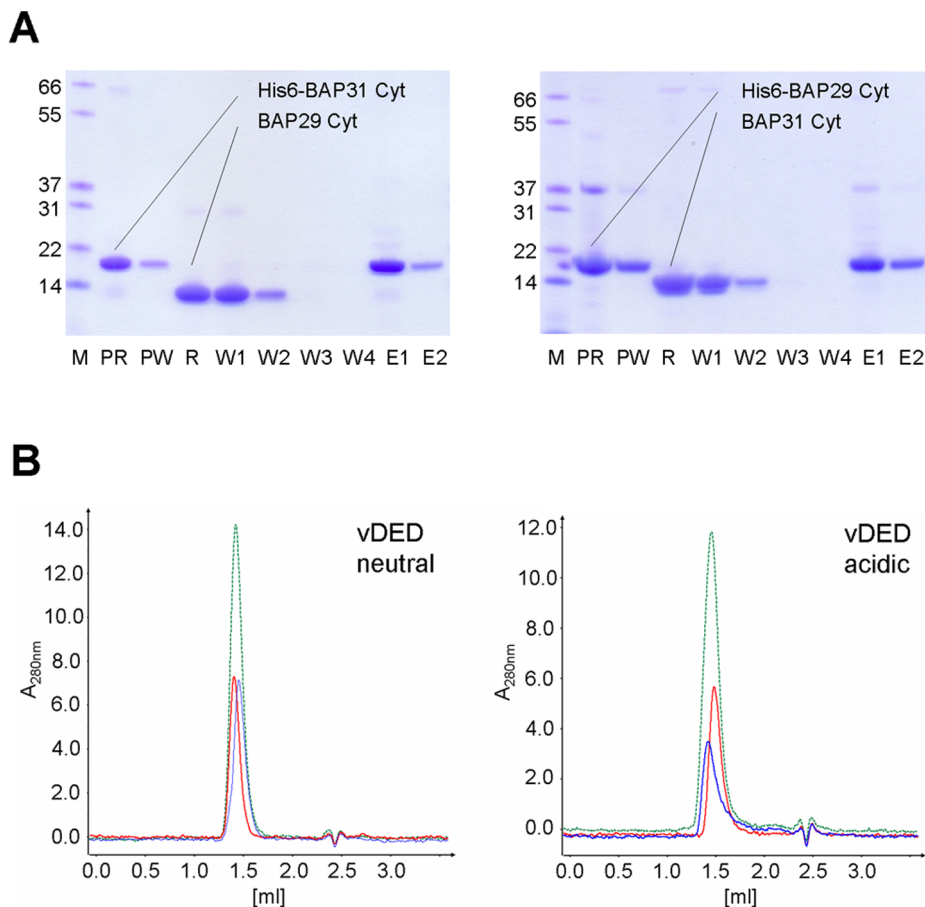 A
His6-BAP31 Cyt
BAP29 Cyt
66
55
37
31
22
14
M PR PW R W1 W2 W3 W4 E1 E2
His6-BAP29 Cyt
BAP31 Cyt
66
55
37
31
22
14
M PR PW R W1 W2 W3 W4 E1 E2
B
vDED
neutral
14.0
12.0
10.0
8.0
6.0
4.0
2.0
0.0
A280nm
0.0 0.5 1.0 1.5 2.0 2.5 3.0
[ml]
vDED
acidic
12.0
10.0
8.0
6.0
4.0
2.0
0.0
A280nm
0.0 0.5 1.0 1.5 2.0 2.5 3.0
[ml]